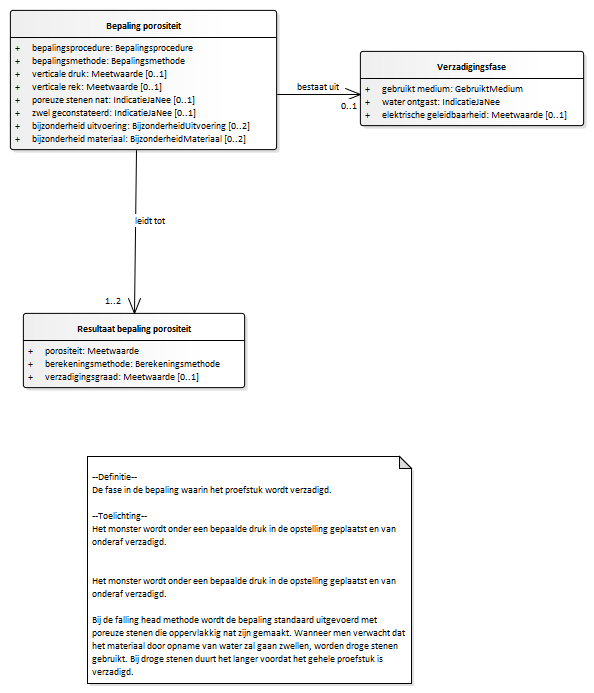 Bepaling porositeit
+ bepalingsprocedure: Bepalingsprocedure
+ bepalingsmethode: Bepalingsmethode
+ verticale druk: Meetwaarde [0..1]
+ verticale rek: Meetwaarde [0..1]
+ poreuze stenen nat: IndicatieJaNee [0..1]
+ zwel geconstateerd: IndicatieJaNee [0..1]
+ bijzonderheid uitvoering: BijzonderheidUitvoering [0..2]
+ bijzonderheid materiaal: BijzonderheidMateriaal [0..2]
bestaat uit
0..1
Verzadigingsfase
+ gebruikt medium: GebruiktMedium
+ water ontgast: IndicatieJaNee
+ elektrische geleidbaarheid: Meetwaarde [0..1]
leidt tot
1..2
Resultaat bepaling porositeit
+ porositeit: Meetwaarde
+ berekeningsmethode: Berekeningsmethode
+ verzadigingsgraad: Meetwaarde [0..1]
--Definitie--
De fase in de bepaling waarin het proefstuk wordt verzadigd.
--Toelichting--
Het monster wordt onder een bepaalde druk in de opstelling geplaatst en van
onderaf verzadigd.
Het monster wordt onder een bepaalde druk in de opstelling geplaatst en van
onderaf verzadigd.
Bij de falling head methode wordt de bepaling standaard uitgevoerd met
poreuze stenen die oppervlakkig nat zijn gemaakt. Wanneer men verwacht dat
het materiaal door opname van water zal gaan zwellen, worden droge stenen
gebruikt. Bij droge stenen duurt het langer voordat het gehele proefstuk is
verzadigd.